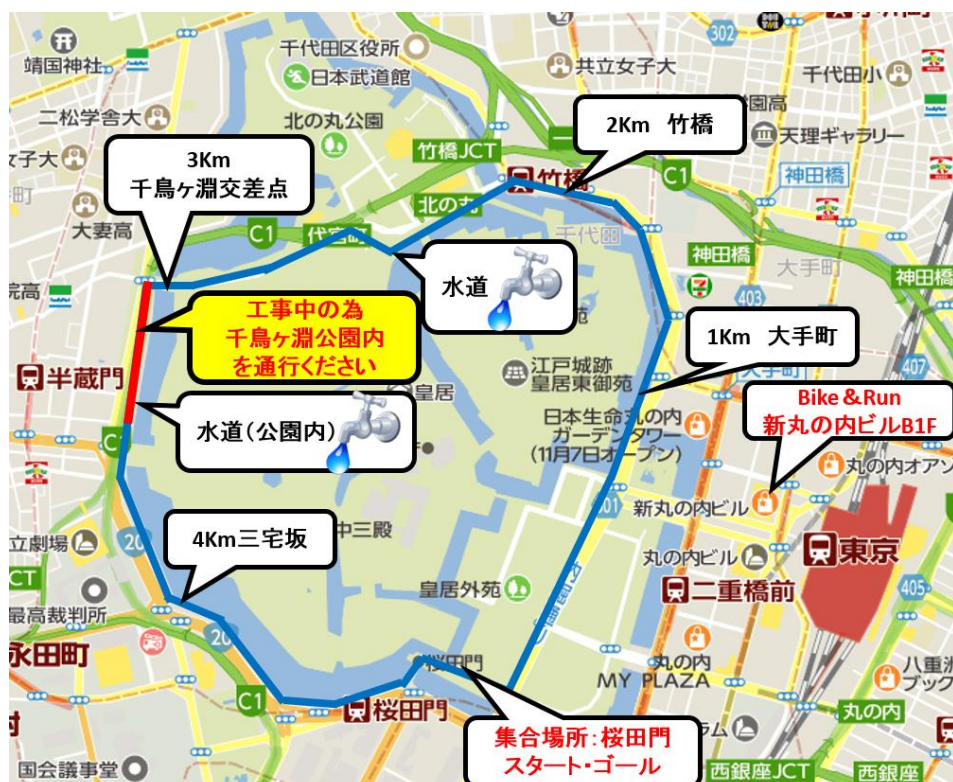 302
千代田区役所
靖国神社
日本武道館
共立女子大
千代田小
二松学舎大
北の丸公園
2Km 竹橋
天理ギャラリー
3Km
千鳥ヶ淵交差点
竹橋JCT
竹橋
C1
神田橋
大妻高
北の丸
C1
代官町
千代田
神田橋
大手町
神田橋
水道
403
工事中の為
千鳥ヶ淵公園内
を通行ください
1Km 大手町
大手町
407
半蔵門
皇居
江戸城跡
皇居東御苑
Bike&Run
新丸の内ビルB1F
水道(公園内)
日本生命丸の内
ガーデンタワー
(11月7日オープン)
丸の内オアゾ
新丸の内ビル
4Km三宅坂
中三殿
丸の内ビル
東京
皇居外苑
二重橋前
405
最高裁判所
20
永田町
桜田門
丸の内
MY PLAZA
八重洲
ブック
C1
桜田門
丸の内
集合場所:桜田門
スタート・ゴール
国会議事堂
西銀座JCT
西銀座